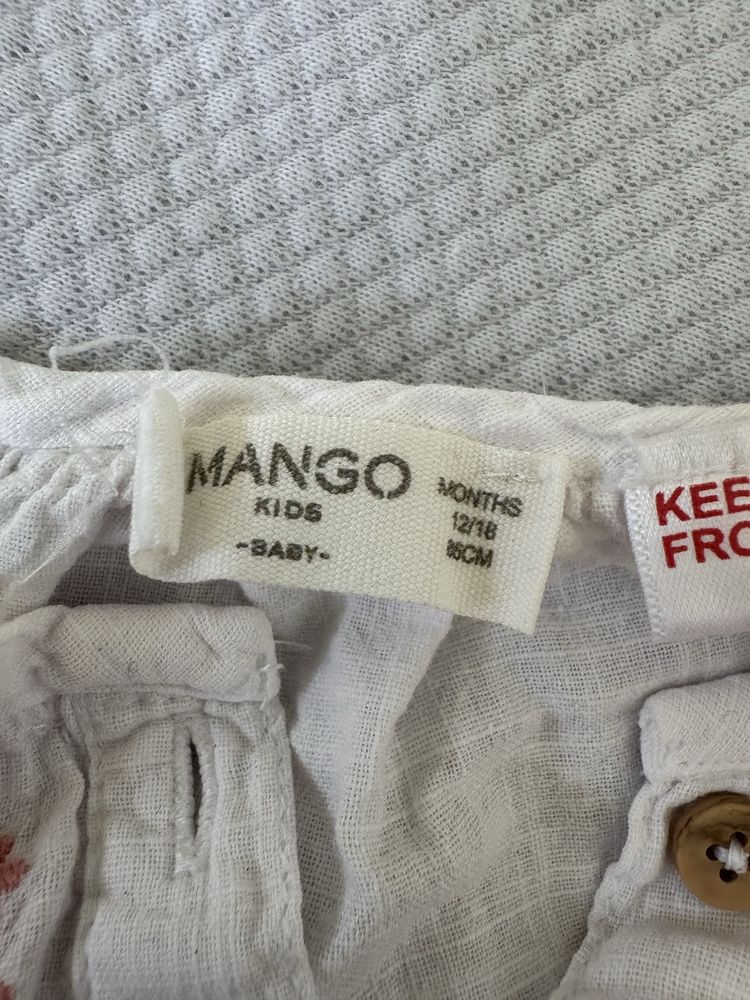 MANGO
KIDS
-BABY-
MONTHS
12/18
86CM
KEE
FRO